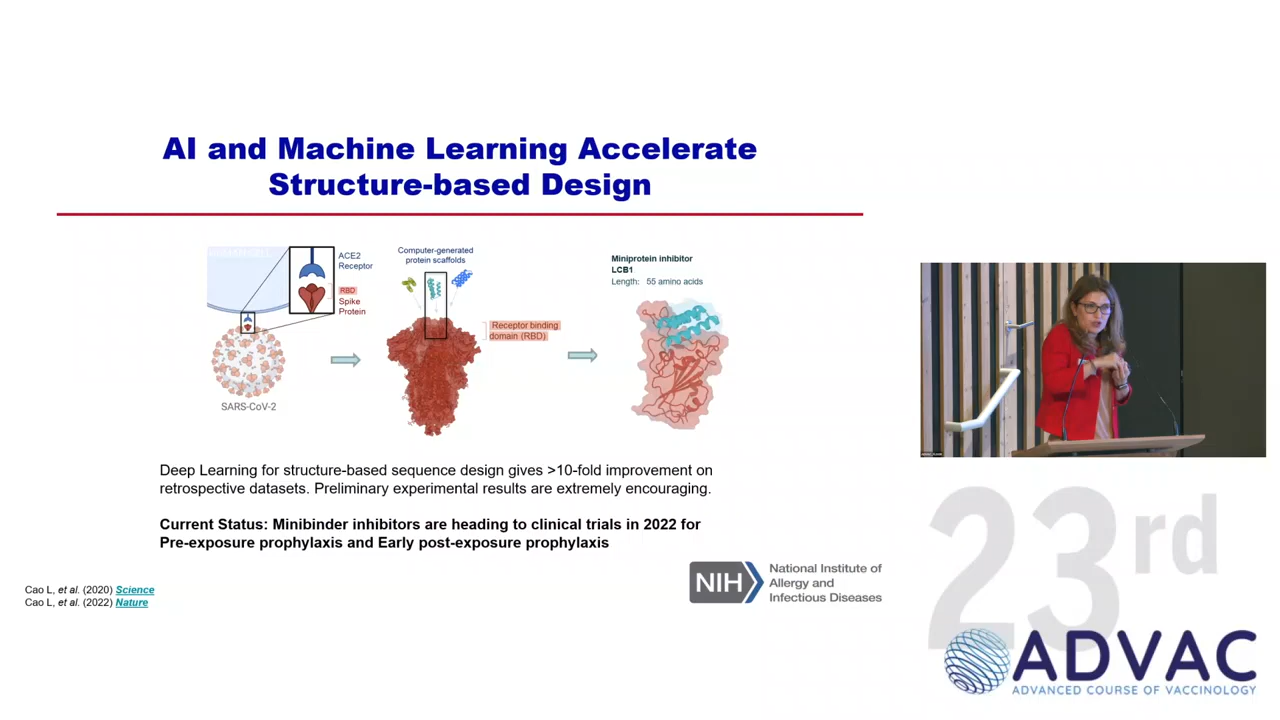 AI and Machine Learning Accelerate
Structure-based Design
ACE2
Receptor
RBD
Spike
Protein
SARS-CoV-2
Computer-generated
protein scaffolds
Receptor binding
domain (RBD)
Miniprotein inhibitor
LCB1
Length: 55 amino acids
Deep Learning for structure-based sequence design gives >10-fold improvement on
retrospective datasets. Preliminary experimental results are extremely encouraging.
Current Status: Minibinder inhibitors are heading to clinical trials in 2022 for
Pre-exposure prophylaxis and Early post-exposure prophylaxis
Cao L, et al. (2020) Science
Cao L, et al. (2022) Nature
NIH
National Institute of
Allergy and
Infectious Diseases
23rd
ADVAC
ADVANCED COURSE OF VACCINOLOGY